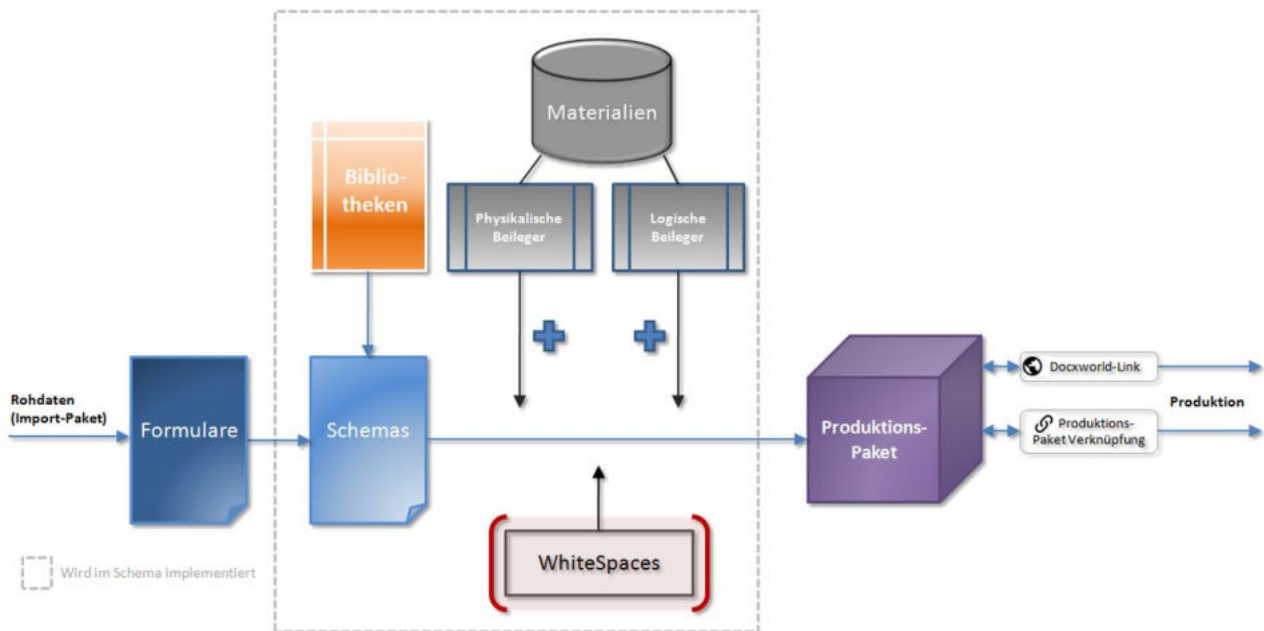 Materialien
Biblio-
theken
Physikalische
Beileger
Logische
Beileger
Rohdaten
(Import-Paket)
Formulare
Schemas
Produktions-
Paket
Docxworld-Link
Produktion
Produktions-
Paket Verknüpfung
WhiteSpaces
Wird im Schema implementiert